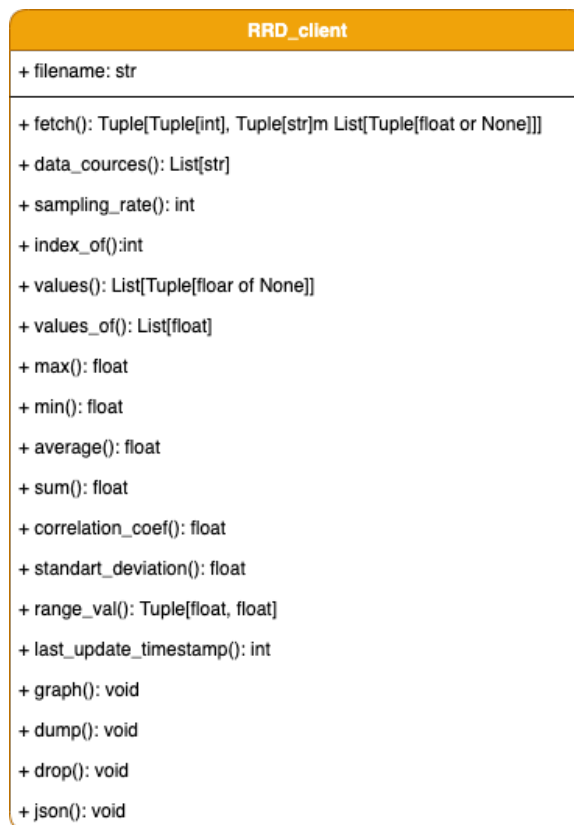 RRD_client
+ filename: str
+ fetch(): Tuple[Tuple[int], Tuple[str]m List[Tuple[float or None]]]
+ data_cources(): List[str]
+ sampling_rate(): int
+ index_of():int
+ values(): List[Tuple[floar of None]]
+ values_of(): List[float]
+ max(): float
+ min(): float
+ average(): float
+ sum(): float
+ correlation_coef(): float
+ standart_deviation(): float
+ range_val(): Tuple[float, float]
+ last_update_timestamp(): int
+ graph(): void
+ dump(): void
+ drop(): void
+ json(): void